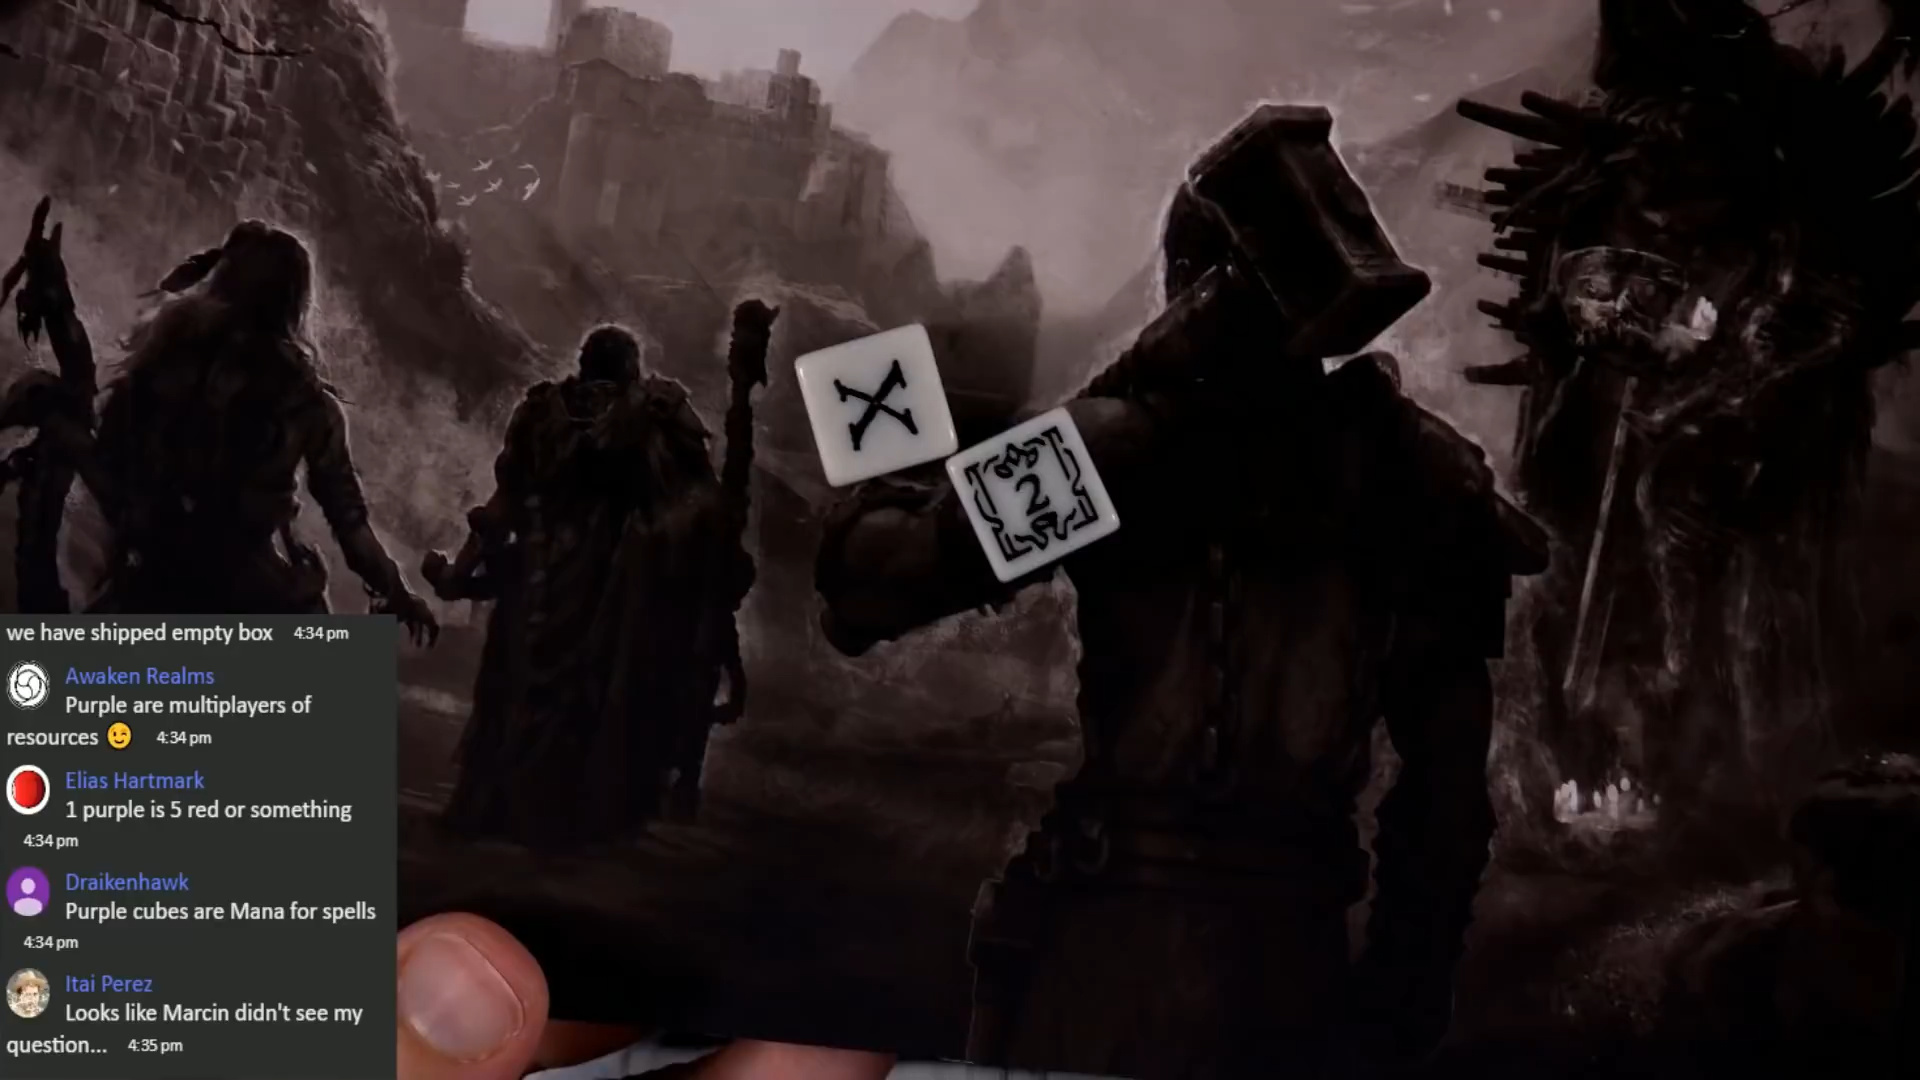 X
2
we have shipped empty box 4:34 pm
Awaken Realms
Purple are multiplayers of
resources 😉 4:34 pm
Elias Hartmark
1 purple is 5 red or something
4:34 pm
Draikenhawk
Purple cubes are Mana for spells
4:34 pm
Itai Perez
Looks like Marcin didn't see my
question... 4:35 pm